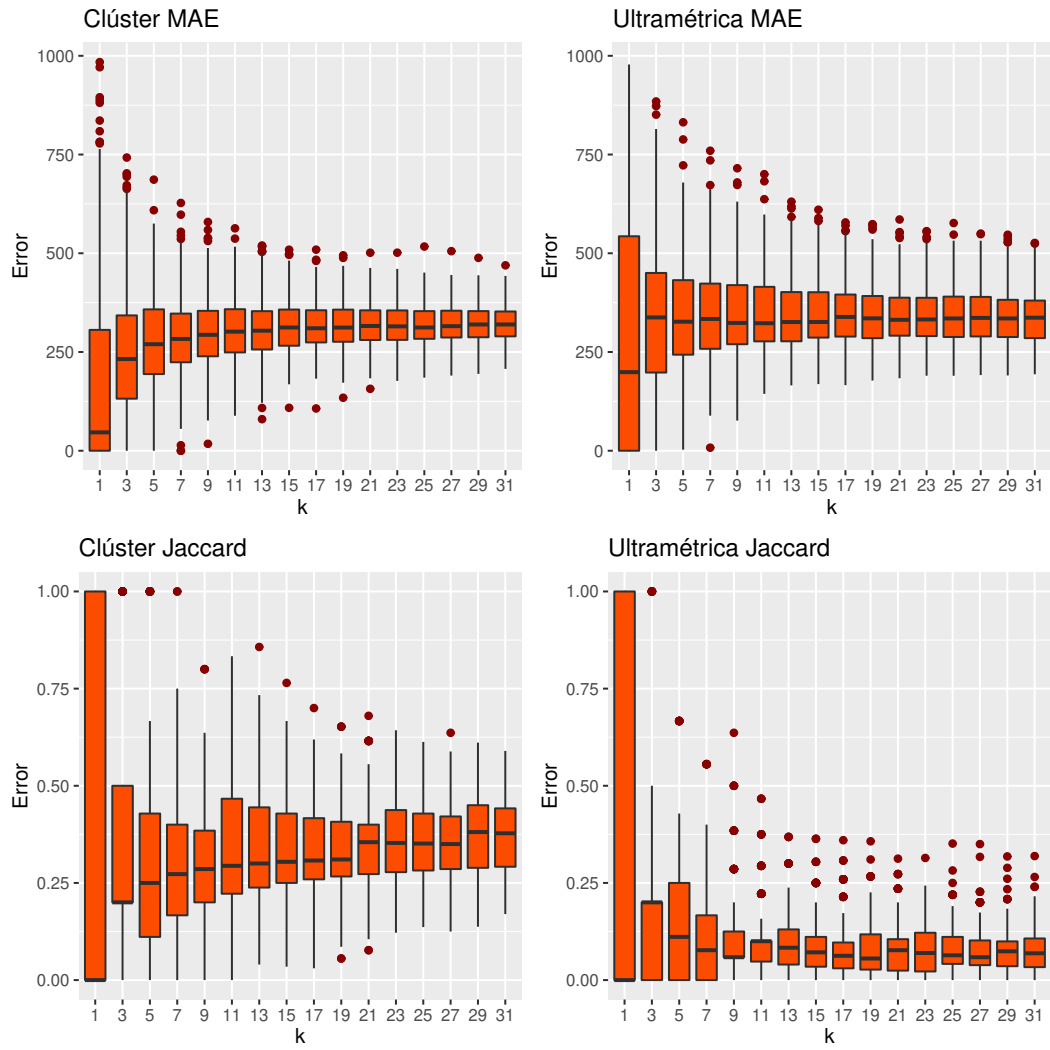 Clúster MAE
1000
750
500
250
0
Error
1 3 5 7 9 11 13 15 17 19 21 23 25 27 29 31
k
Ultramétrica MAE
1000
750
500
250
0
Error
1 3 5 7 9 11 13 15 17 19 21 23 25 27 29 31
k
Clúster Jaccard
1.00
0.75
0.50
0.25
0.00
Error
1 3 5 7 9 11 13 15 17 19 21 23 25 27 29 31
k
Ultramétrica Jaccard
1.00
0.75
0.50
0.25
0.00
Error
1 3 5 7 9 11 13 15 17 19 21 23 25 27 29 31
k